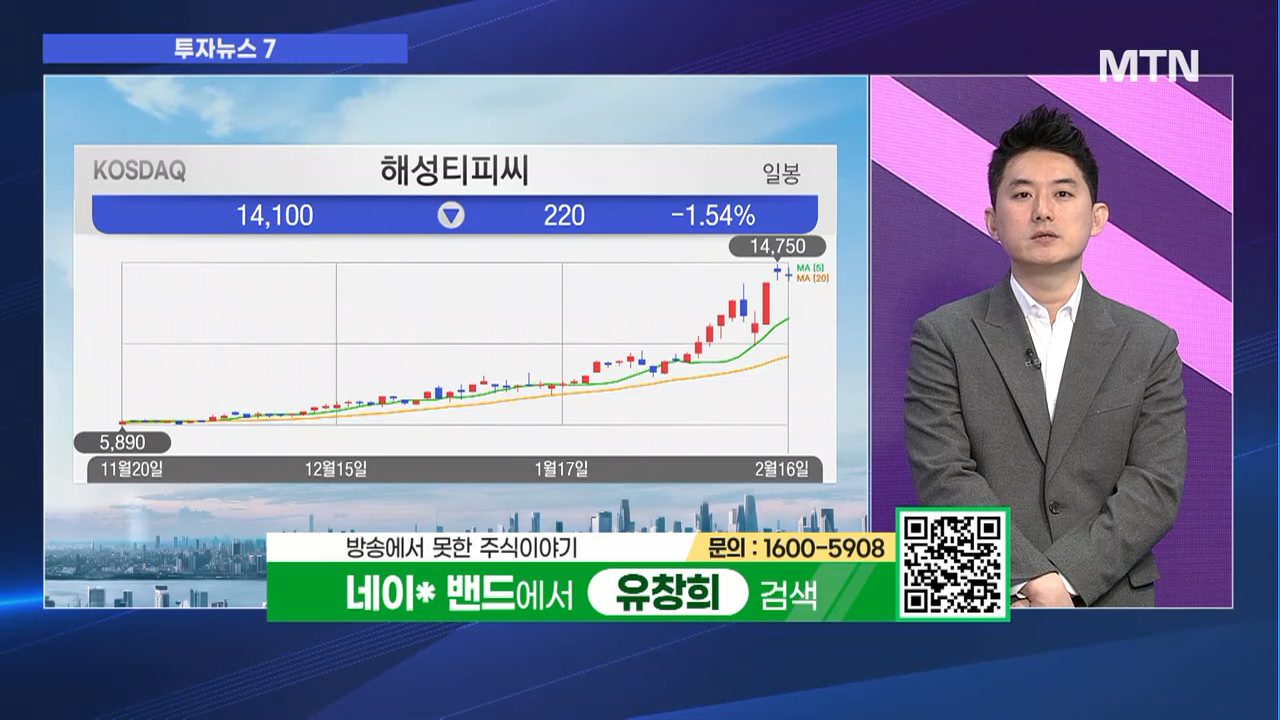 투자뉴스 7
MTN
KOSDAQ 해성티피씨 일봉
14,100 ▽ 220 -1.54%
14,750
MA [5]
MA [20]
5,890
11월20일 12월15일 1월17일 2월16일
방송에서 못한 주식이야기 문의 : 1600-5908
네이* 밴드에서 유창희 검색